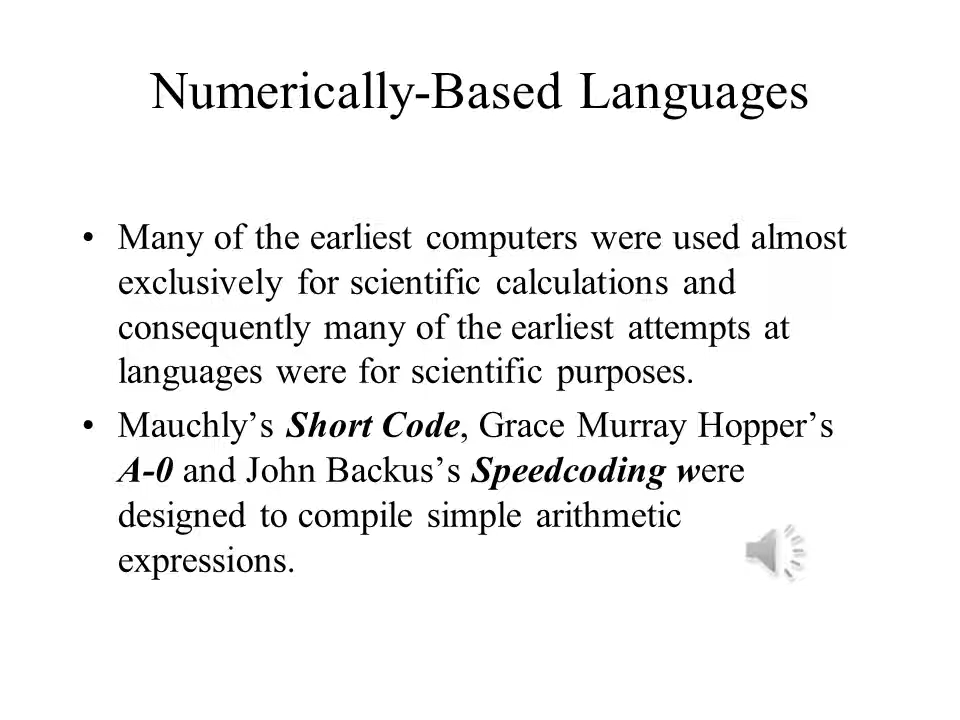 Numerically-Based Languages
• Many of the earliest computers were used almost
exclusively for scientific calculations and
consequently many of the earliest attempts at
languages were for scientific purposes.
• Mauchly’s Short Code, Grace Murray Hopper’s
A-0 and John Backus’s Speedcoding were
designed to compile simple arithmetic
expressions.